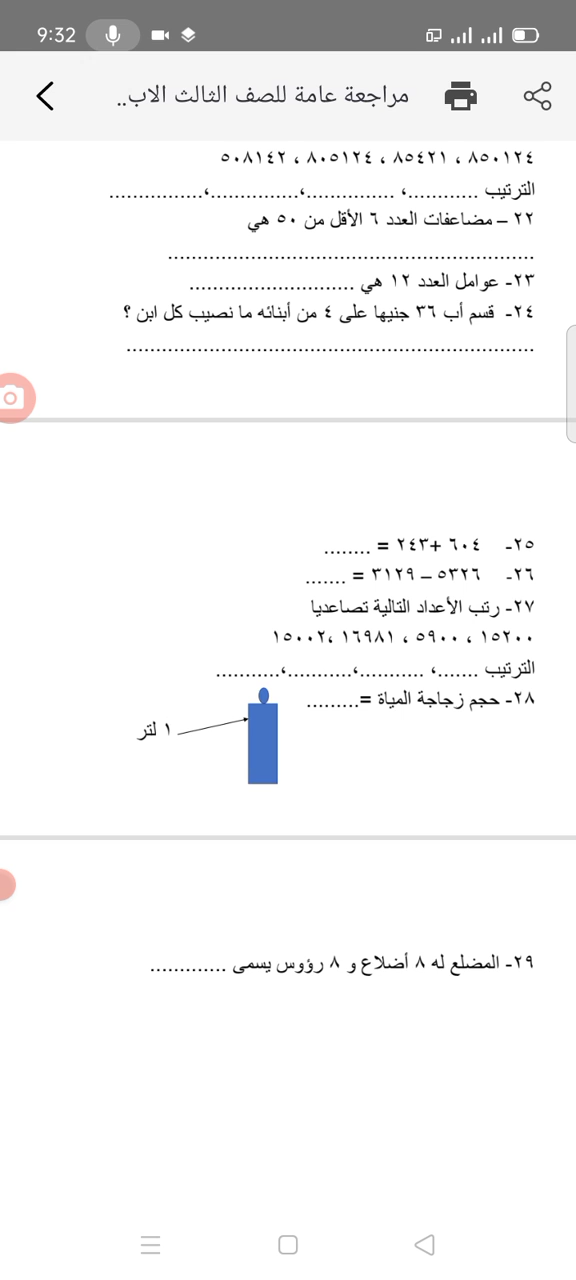 9:32
مراجعة عامة للصف الثالث الاب..
٨٥٠١٢٤ ، ٨٥٤٢١ ، ٨٠٥١٢٤ ، ٥٠٨١٤٢
الترتيب ............،................ ،................،................
٢٢ – مضاعفات العدد ٦ الأقل من ٥٠ هي
................................................................
٢٣- عوامل العدد ١٢ هي .............................
٢٤- قسم أب ٣٦ جنيها على ٤ من أبنائه ما نصيب كل ابن ؟
........................................................................
٢٥- ٦٠٤ +٢٤٣ = ........
٢٦- ٥٣٢٦ – ٣١٢٩ = .......
٢٧- رتب الأعداد التالية تصاعديا
١٥٢٠٠ ، ٥٩٠٠ ، ١٦٩٨١ ،١٥٠٠٢
الترتيب .......، ...........،...........،...........
٢٨- حجم زجاجة المياة =.........
١ لتر
٢٩- المضلع له ٨ أضلاع و ٨ رؤوس يسمى .............